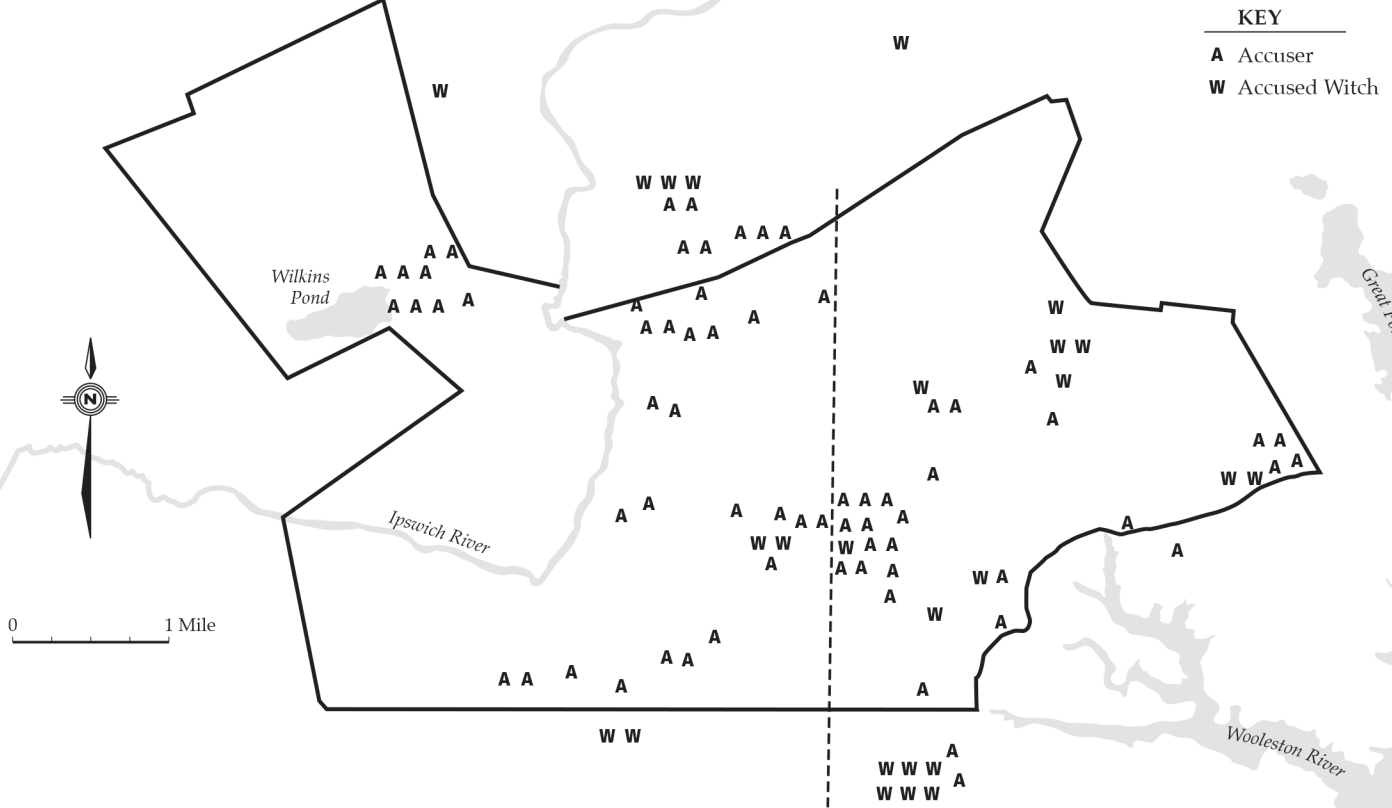 KEY
A Accuser
W Accused Witch
W
W
W W W
A A
A A A
A A
A A
A A A
Wilkins
Pond
A A A A
A
A
A
W
A
A A A A
W W
A
W
W
A A
A A
A
A A
A A
W W
A
N
Great
A A A
A A
A
A A A
A A A
A
Ipswich River
W W
W A A
A
A
A A A
W A
A
W
A
0 1 Mile
A
A A
A
A A
A
A
W W
Wooleston River
A
W W W
A
W W W